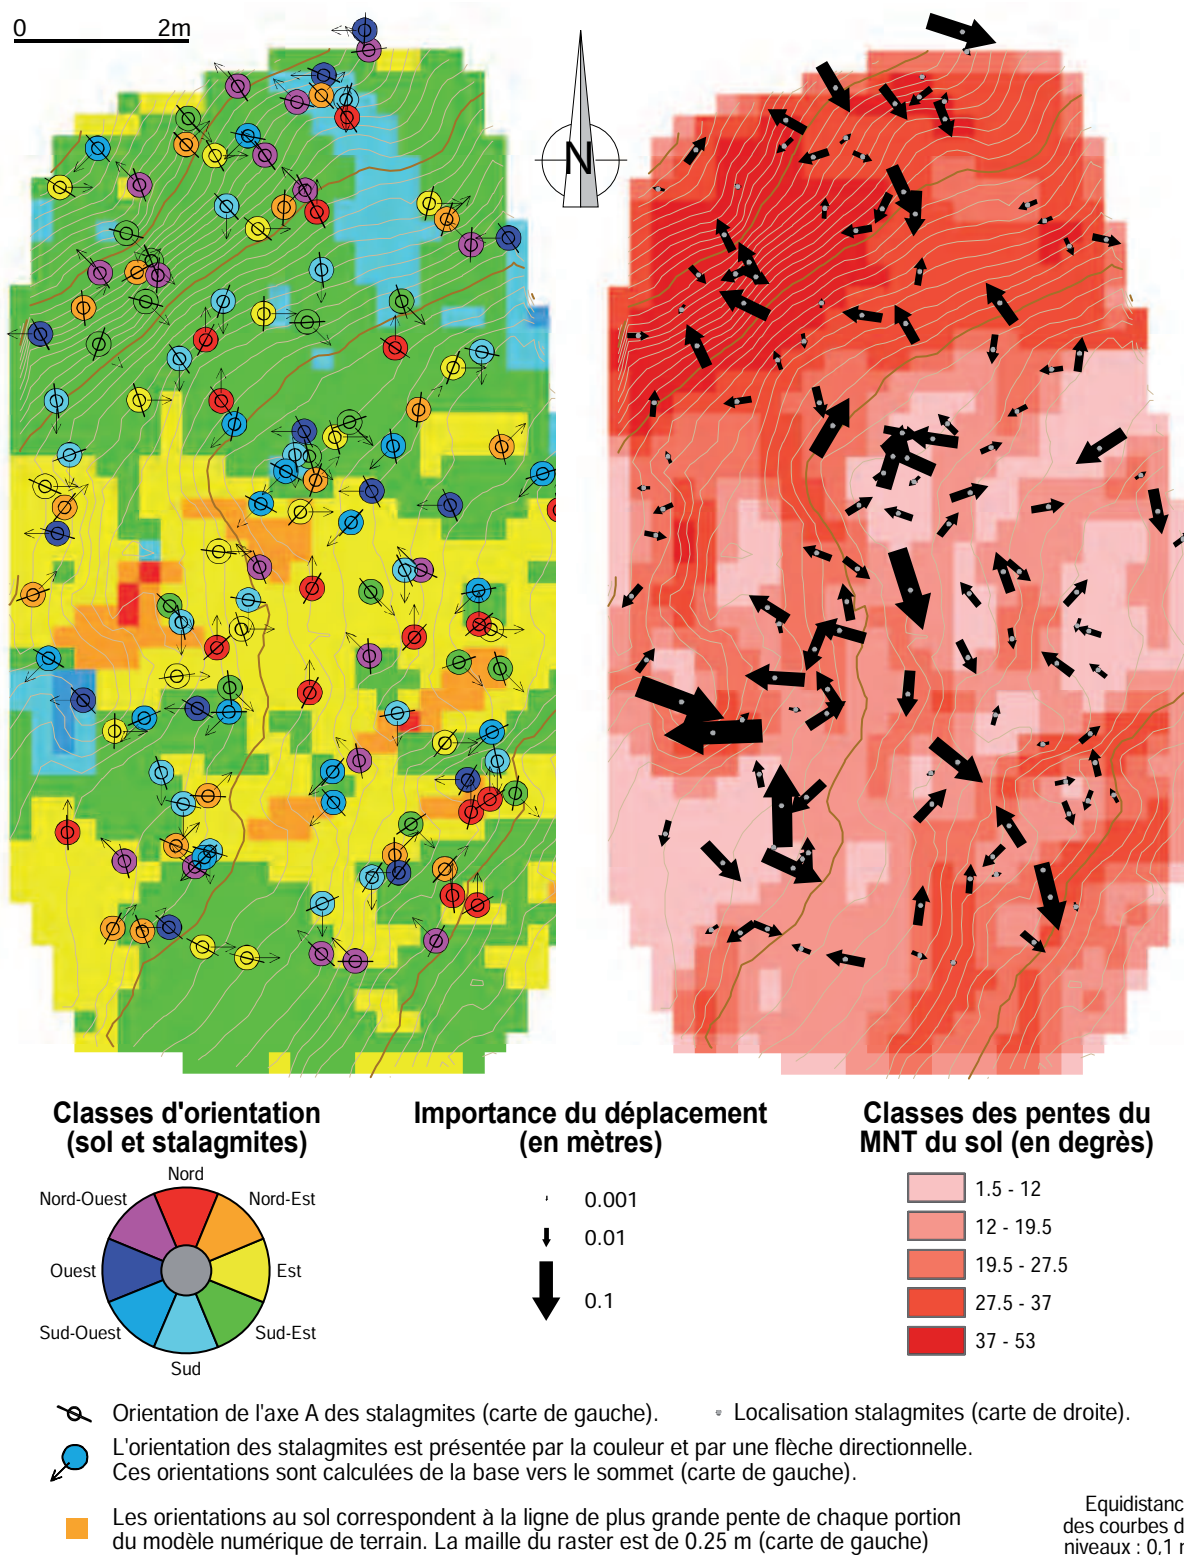 0 2m
N
Classes d'orientation
(sol et stalagmites)
Nord
Nord-Ouest
Nord-Est
Ouest
Est
Sud-Ouest
Sud-Est
Sud
Importance du déplacement
(en mètres)
0.001
0.01
0.1
Classes des pentes du
MNT du sol (en degrès)
1.5 - 12
12 - 19.5
19.5 - 27.5
27.5 - 37
37 - 53
Orientation de l'axe A des stalagmites (carte de gauche).
Localisation stalagmites (carte de droite).
L'orientation des stalagmites est présentée par la couleur et par une flèche directionnelle.
Ces orientations sont calculées de la base vers le sommet (carte de gauche).
Les orientations au sol correspondent à la ligne de plus grande pente de chaque portion
du modèle numérique de terrain. La maille du raster est de 0.25 m (carte de gauche)
Equidistanc
des courbes d
niveaux : 0,1